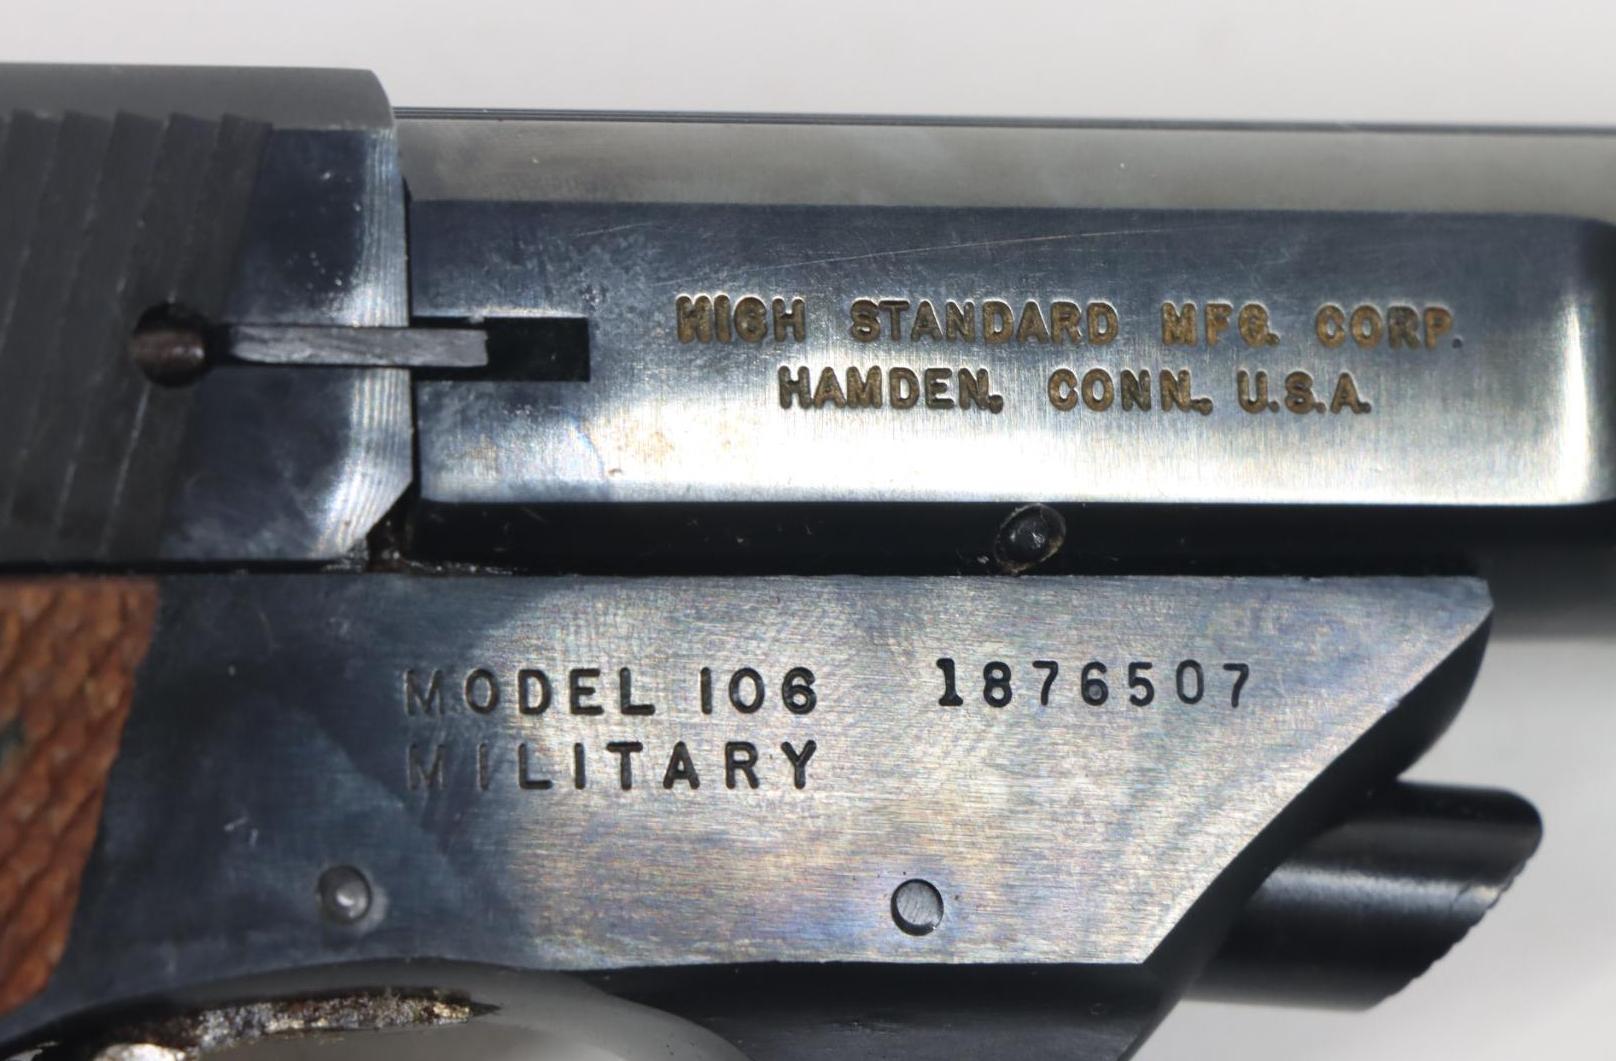 HIGH STANDARD MFG. CORP.
HAMDEN, CONN., U.S.A.
MODEL 106 1876507
MILITARY